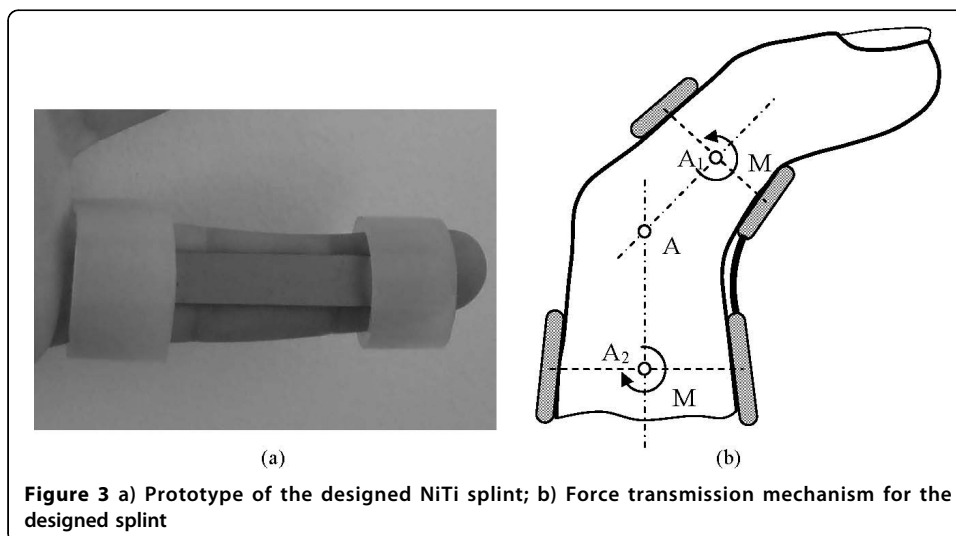 A₁
M
A
A₂
M
(a)
(b)
Figure 3 a) Prototype of the designed NiTi splint; b) Force transmission mechanism for the
designed splint